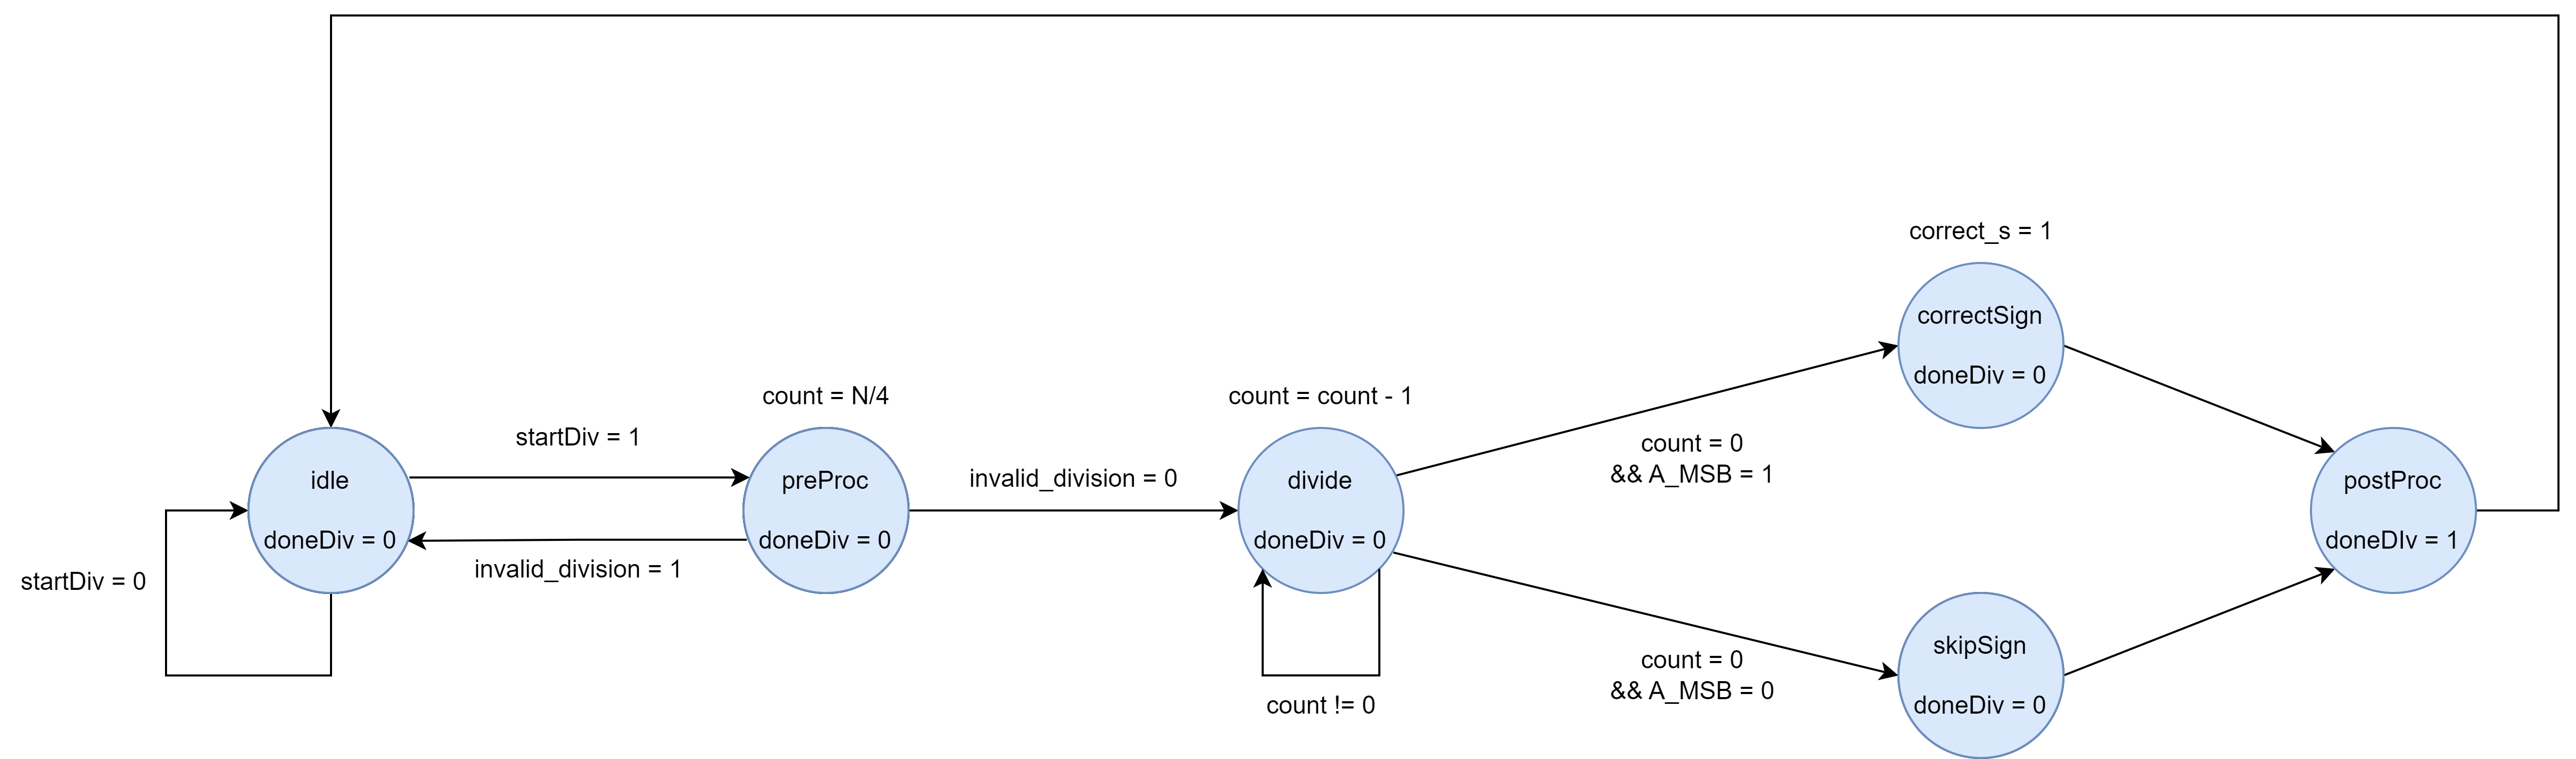 correct_s = 1
correctSign
doneDiv = 0
count = N/4
count = count - 1
startDiv = 1
count = 0
&& A_MSB = 1
idle
doneDiv = 0
preProc
doneDiv = 0
invalid_division = 0
divide
doneDiv = 0
postProc
doneDIv = 1
startDiv = 0
invalid_division = 1
count != 0
count = 0
&& A_MSB = 0
skipSign
doneDiv = 0